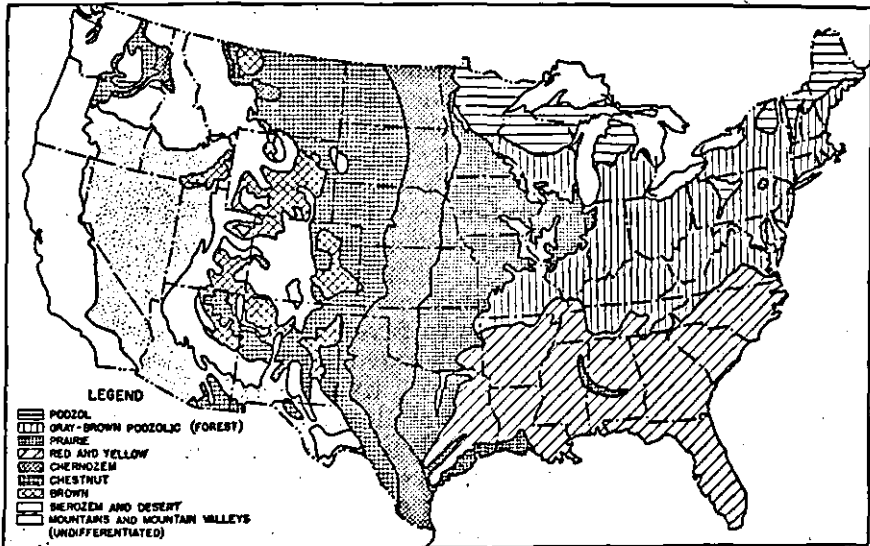 LEGEND
PODZOL
GRAY-BROWN PODZOLIC (FOREST)
PRAIRIE
RED AND YELLOW
CHERNOZEM
CHESTNUT
BROWN
SIEROZEM AND DESERT
MOUNTAINS AND MOUNTAIN VALLEYS
(UNDIFFERENTIATED)